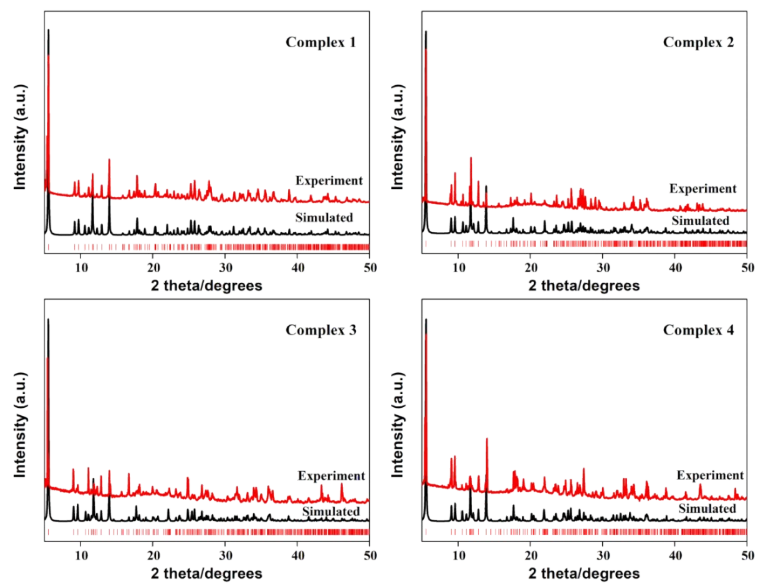 Complex 1
Intensity (a.u.)
Experiment
Simulated
10 20 30 40 50
2 theta/degrees
Complex 2
Intensity (a.u.)
Experiment
Simulated
10 20 30 40 50
2 theta/degrees
Complex 3
Intensity (a.u.)
Experiment
Simulated
10 20 30 40 50
2 theta/degrees
Complex 4
Intensity (a.u.)
Experiment
Simulated
10 20 30 40 50
2 theta/degrees